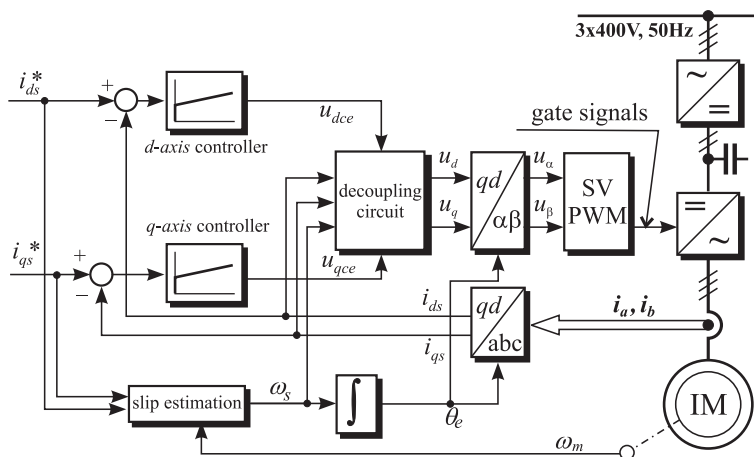 3x400V, 50Hz
i_ds*
+
−
~
=
gate signals
u_dce
d-axis controller
u_d
qd
u_α
SV
decoupling
circuit
u_q
αβ
u_β
PWM
=
~
q-axis controller
i_qs*
+
−
u_qce
i_ds
qd
i_a, i_b
i_qs
abc
slip estimation
ω_s
∫
θ_e
IM
ω_m